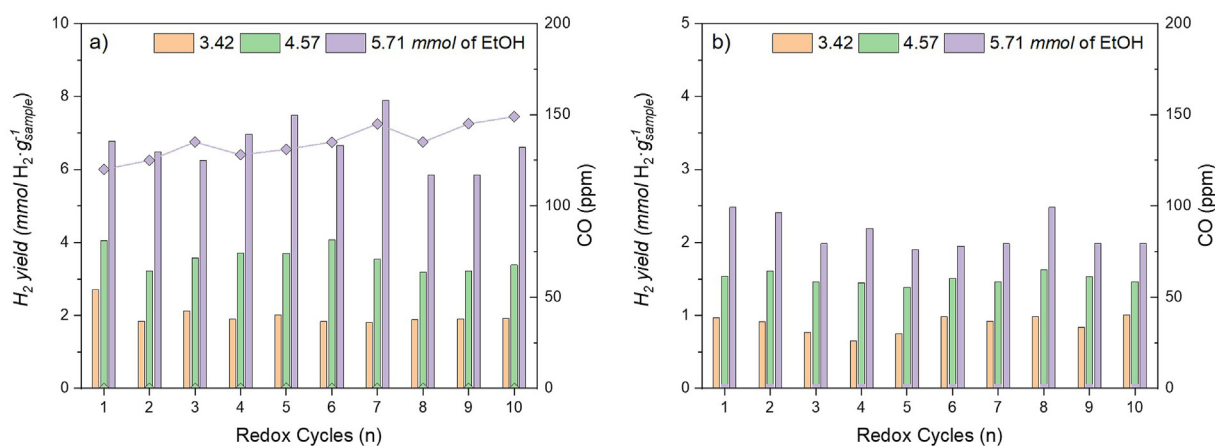 a) 3.42 4.57 5.71 mmol of EtOH
H₂ yield (mmol H₂·g⁻¹sample)
10
8
6
4
2
0
200
150
100
50
0
CO (ppm)
1 2 3 4 5 6 7 8 9 10
Redox Cycles (n)
b) 3.42 4.57 5.71 mmol of EtOH
H₂ yield (mmol H₂·g⁻¹sample)
5
4
3
2
1
0
200
150
100
50
0
CO (ppm)
1 2 3 4 5 6 7 8 9 10
Redox Cycles (n)